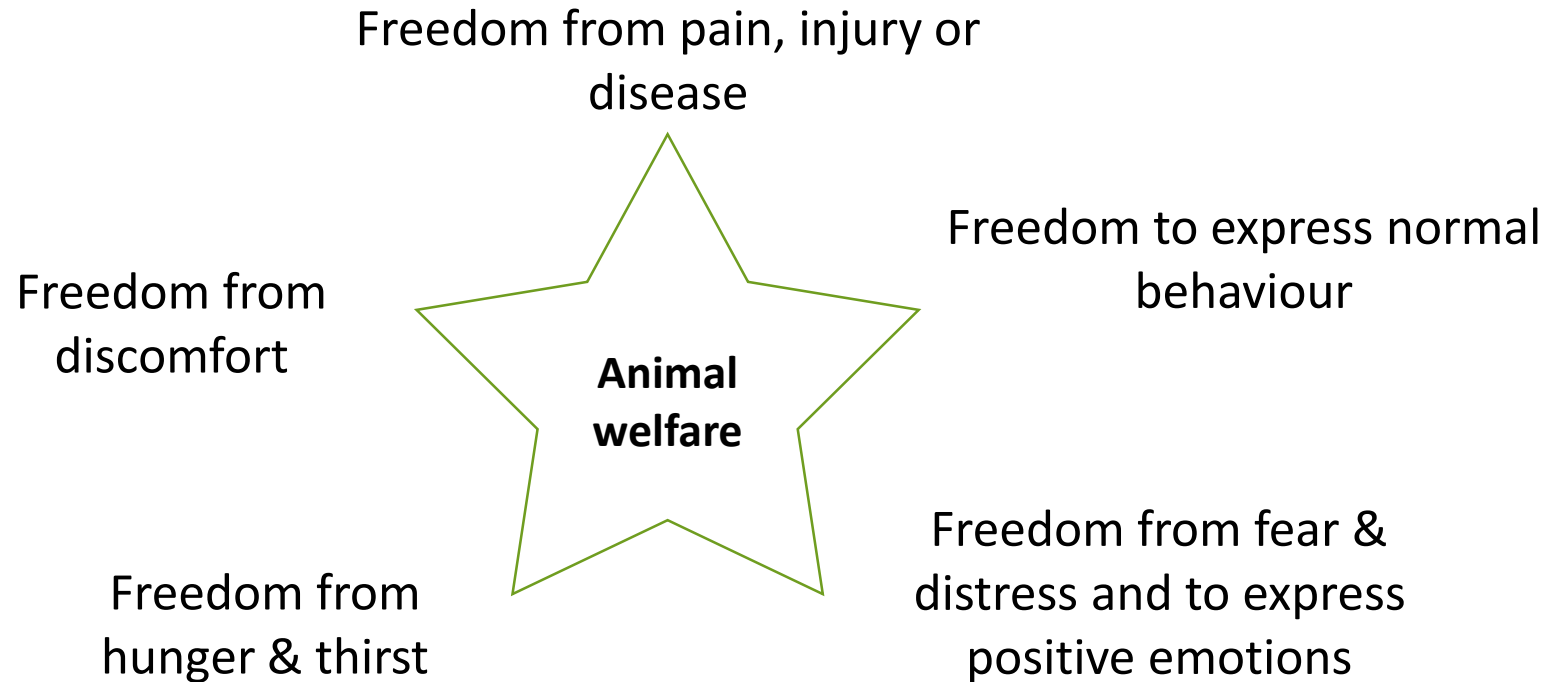 Freedom from pain, injury or
disease
Freedom to express normal
behaviour
Freedom from
discomfort
Animal
welfare
Freedom from fear &
distress and to express
positive emotions
Freedom from
hunger & thirst